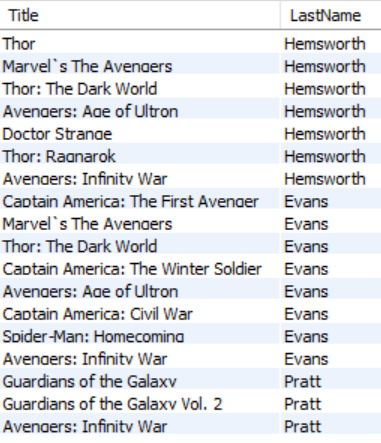 Title LastName
Thor Hemsworth
Marvel`s The Avengers Hemsworth
Thor: The Dark World Hemsworth
Avengers: Age of Ultron Hemsworth
Doctor Strange Hemsworth
Thor: Ragnarok Hemsworth
Avengers: Infinity War Hemsworth
Captain America: The First Avenger Evans
Marvel`s The Avengers Evans
Thor: The Dark World Evans
Captain America: The Winter Soldier Evans
Avengers: Age of Ultron Evans
Captain America: Civil War Evans
Spider-Man: Homecoming Evans
Avengers: Infinity War Evans
Guardians of the Galaxy Pratt
Guardians of the Galaxy Vol. 2 Pratt
Avengers: Infinity War Pratt